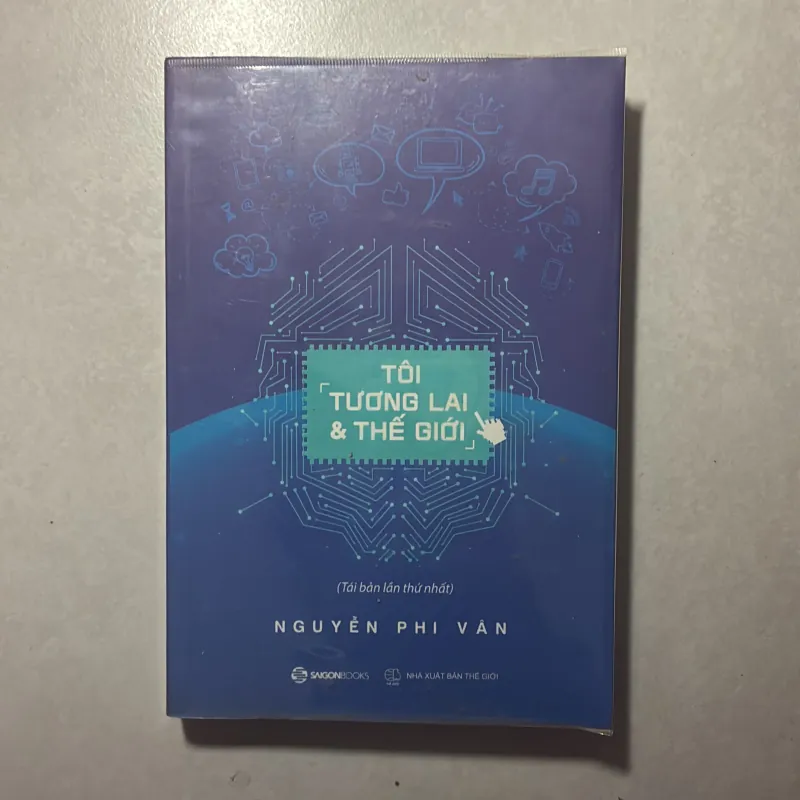 TÔI
TƯƠNG LAI
& THẾ GIỚI
(Tái bản lần thứ nhất)
NGUYỄN PHI VÂN
SAIGONBOOKS
NHÀ XUẤT BẢN THẾ GIỚI